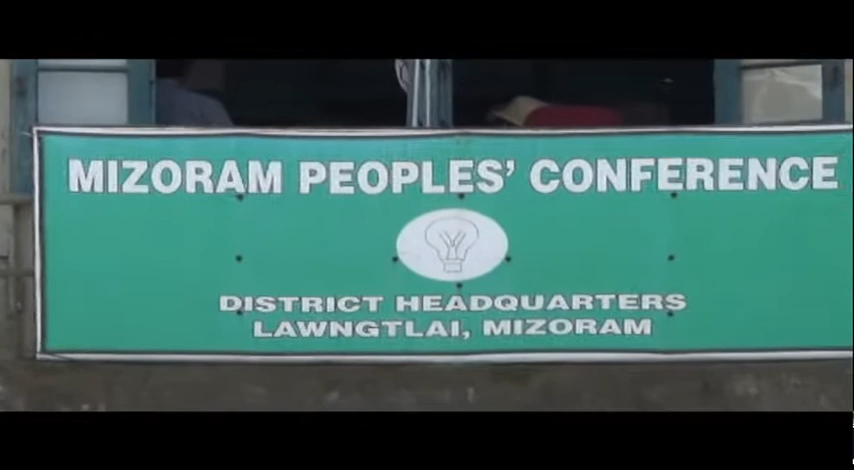 MIZORAM PEOPLES' CONFERENCE
DISTRICT HEADQUARTERS
LAWNGTLAI, MIZORAM